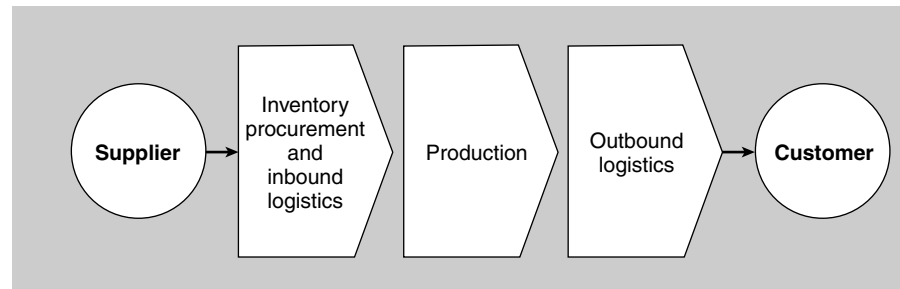 Supplier
Inventory
procurement
and
inbound
logistics
Production
Outbound
logistics
Customer